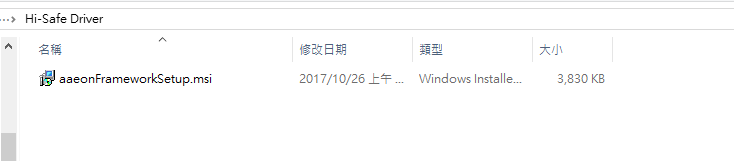 Hi-Safe Driver
名稱 修改日期 類型 大小
aaeonFrameworkSetup.msi 2017/10/26 上午 ... Windows Installe... 3,830 KB